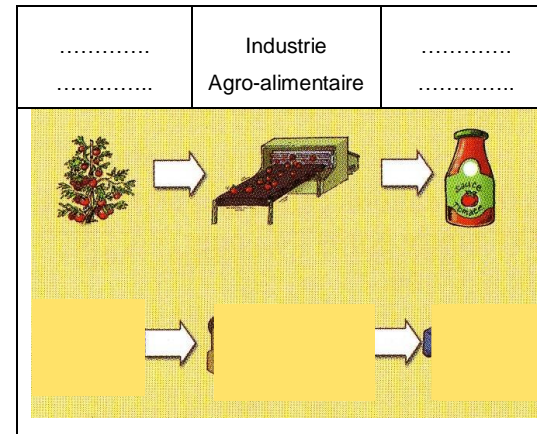 ………….
…………..
Industrie
Agro-alimentaire
………….
…………..
sauce
tomate